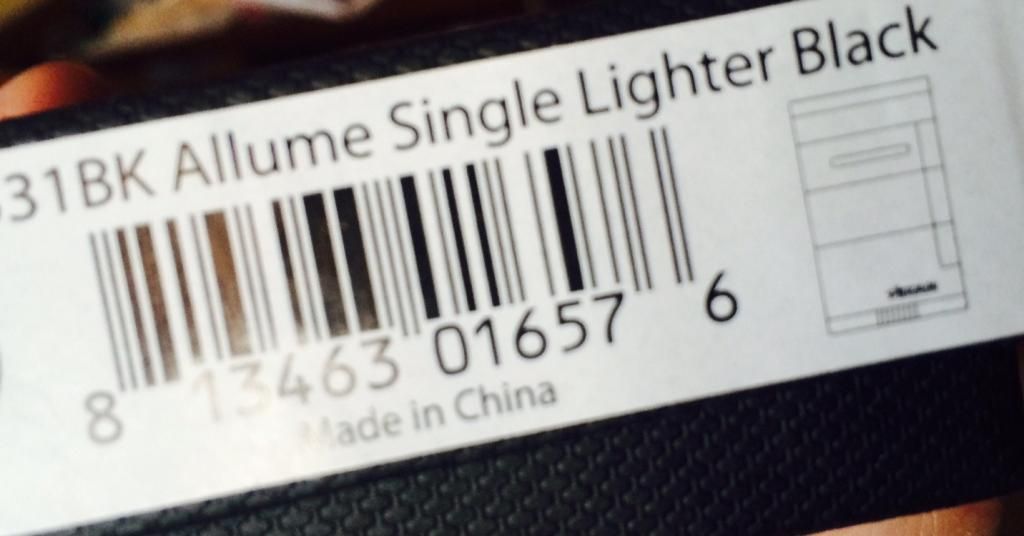 31BK Allume Single Lighter Black
8 13463 01657 6
Made in China